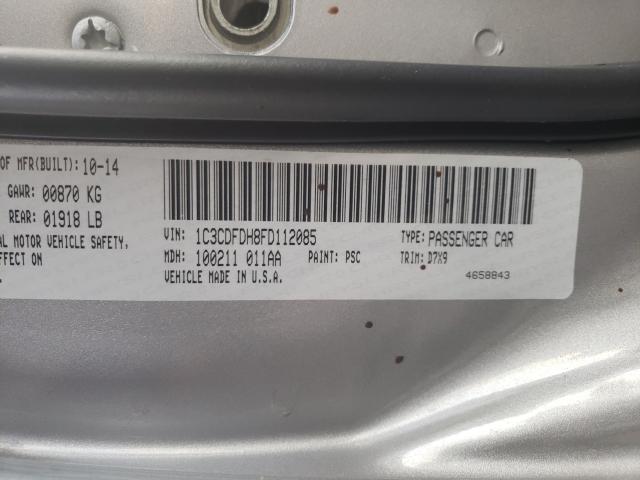 OF MFR(BUILT): 10-14
GAWR: 00870 KG
REAR: 01918 LB
AL MOTOR VEHICLE SAFETY,
EFFECT ON
VIN: 1C3CDFDH8FD112085 TYPE: PASSENGER CAR
MDH: 100211 011AA PAINT: PSC TRIM: D7X9
VEHICLE MADE IN U.S.A. 4658843